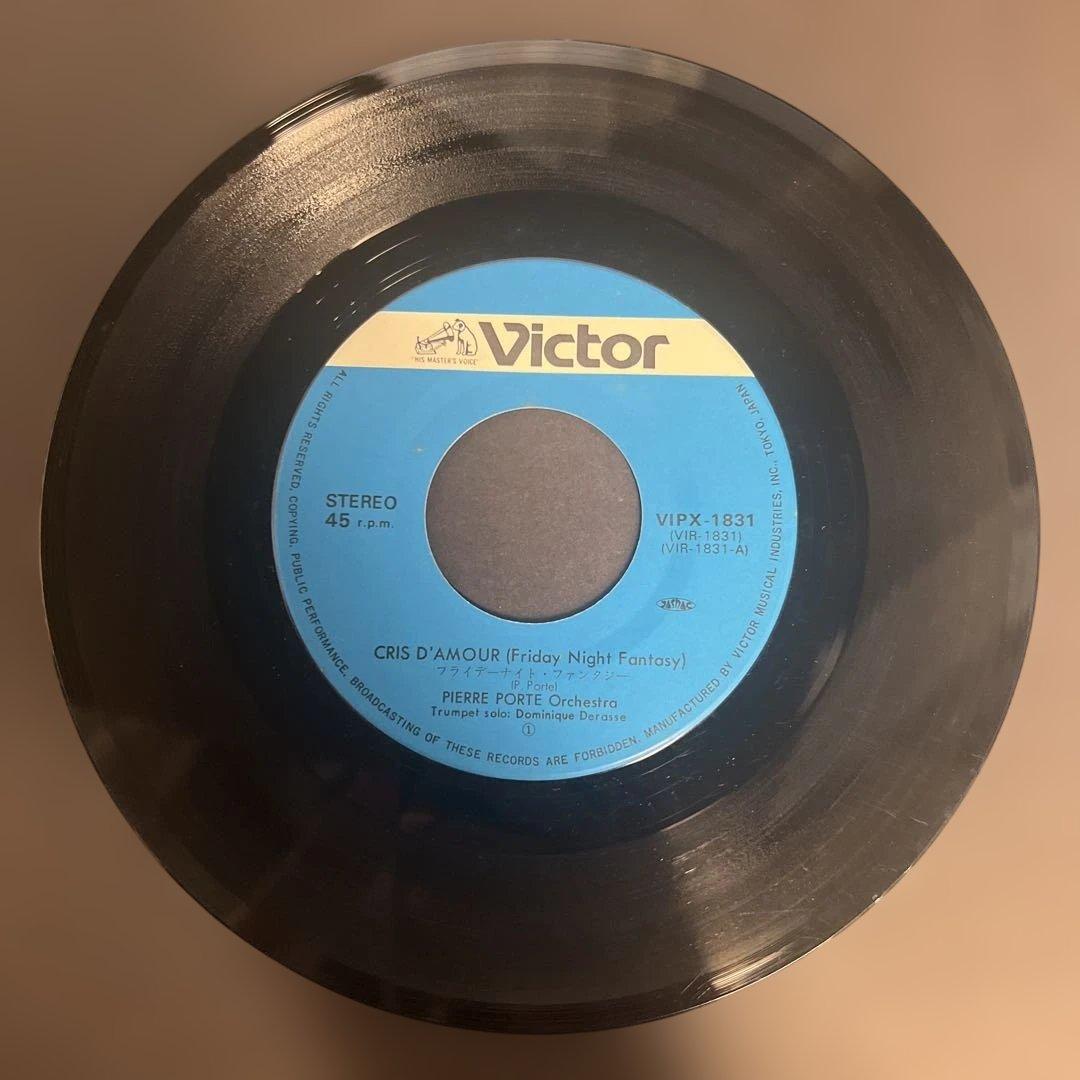 "HIS MASTER'S VOICE"
Victor
STEREO
45 r.p.m.
VIPX-1831
(VIR-1831)
(VIR-1831-A)
JASRAC
CRIS D'AMOUR (Friday Night Fantasy)
フライデーナイト・ファンタジー
(P. Porte)
PIERRE PORTE Orchestra
Trumpet solo: Dominique Derasse
①
ALL RIGHTS RESERVED. COPYING, PUBLIC PERFORMANCE, BROADCASTING OF THESE RECORDS ARE FORBIDDEN. MANUFACTURED BY VICTOR MUSICAL INDUSTRIES, INC., TOKYO, JAPAN